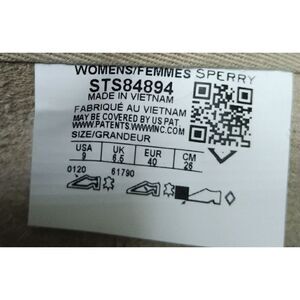 WOMENS/FEMMES SPERRY
STS84894
MADE IN VIETNAM
FABRIQUÉ AU VIETNAM
MAY BE COVERED BY US PAT.
WWW.PATENTS.WWWINC.COM
SIZE/GRANDEUR
USA UK EUR CM
9 6.5 40 26
0120 61790